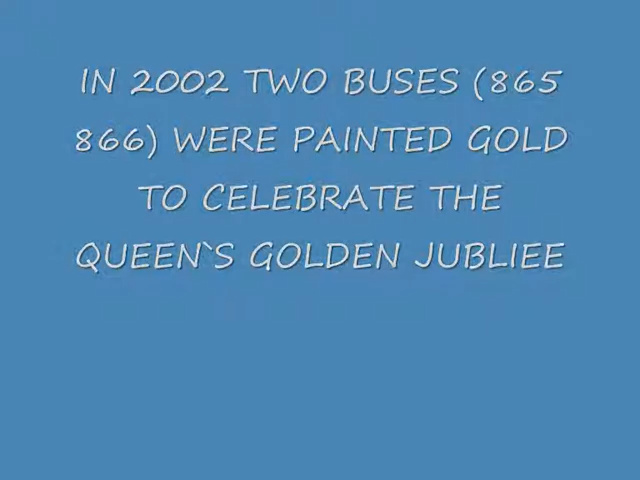 IN 2002 TWO BUSES (865
866) WERE PAINTED GOLD
TO CELEBRATE THE
QUEEN`S GOLDEN JUBLIEE